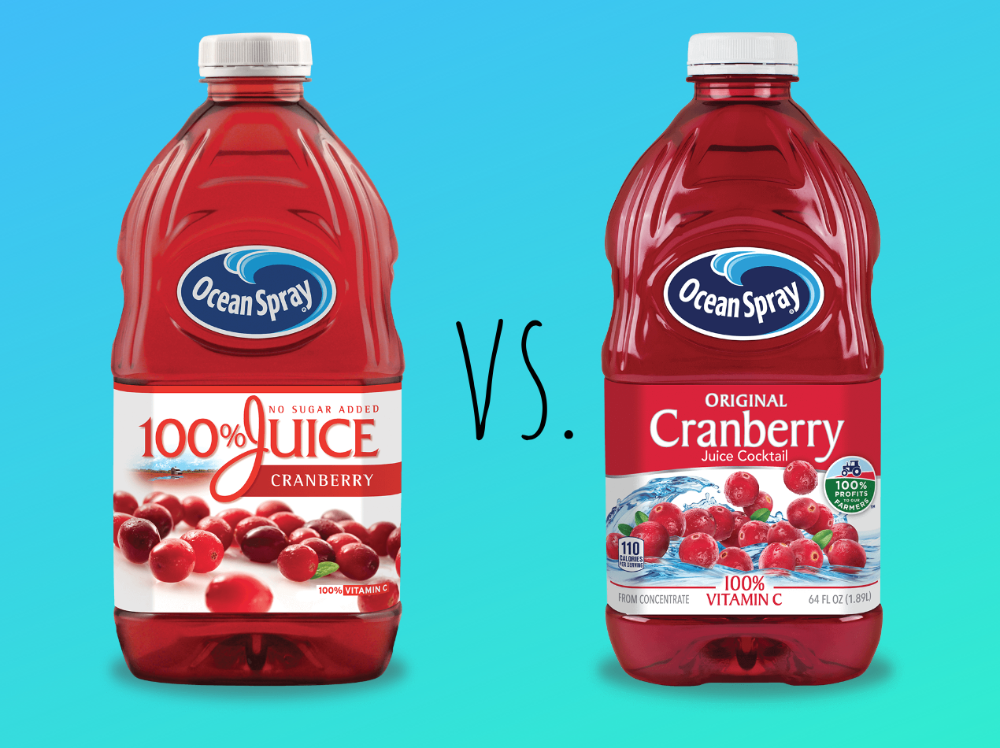 Ocean Spray®
NO SUGAR ADDED
100% JUICE
CRANBERRY
100% VITAMIN C
VS.
Ocean Spray®
ORIGINAL
Cranberry
Juice Cocktail
100%
PROFITS
TO OUR
FARMERS™
110
CALORIES
PER SERVING
100%
VITAMIN C
FROM CONCENTRATE
64 FL OZ (1.89L)